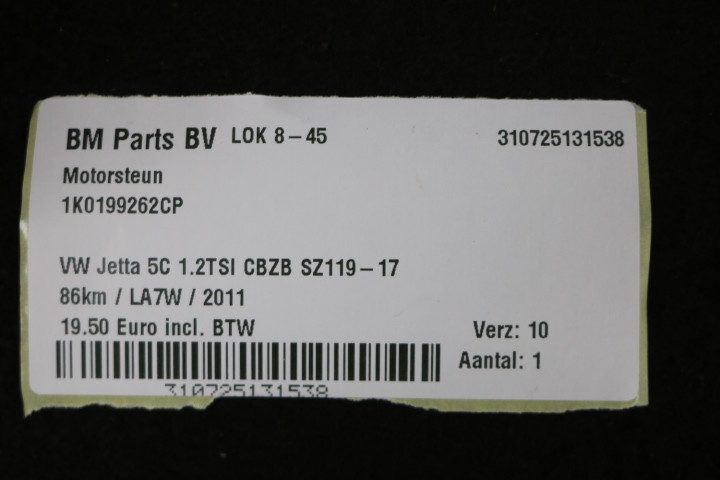 BM Parts BV LOK 8-45 310725131538
Motorsteun
1K0199262CP
VW Jetta 5C 1.2TSI CBZB SZ119-17
86km / LA7W / 2011
19.50 Euro incl. BTW Verz: 10
Aantal: 1
310725131538